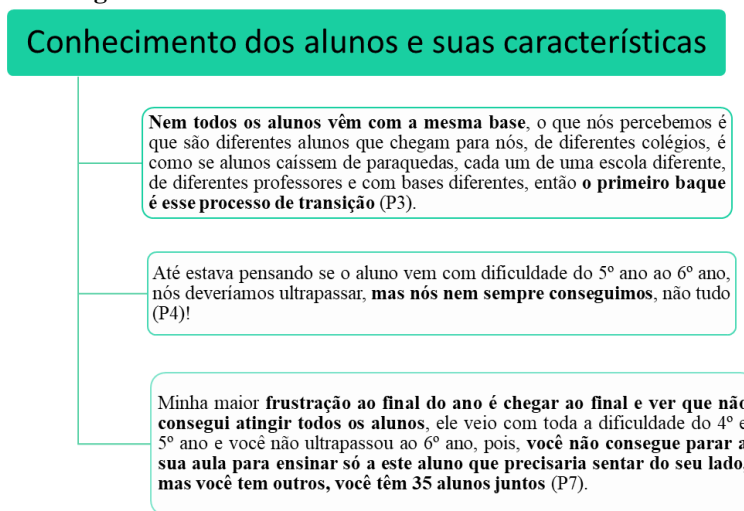 Conhecimento dos alunos e suas características
Nem todos os alunos vêm com a mesma base, o que nós percebemos é
que são diferentes alunos que chegam para nós, de diferentes colégios, é
como se alunos caíssem de paraquedas, cada um de uma escola diferente,
de diferentes professores e com bases diferentes, então o primeiro baque
é esse processo de transição (P3).
Até estava pensando se o aluno vem com dificuldade do 5º ano ao 6º ano,
nós deveríamos ultrapassar, mas nós nem sempre conseguimos, não tudo
(P4)!
Minha maior frustração ao final do ano é chegar ao final e ver que não
consegui atingir todos os alunos, ele veio com toda a dificuldade do 4º e
5º ano e você não ultrapassou ao 6º ano, pois, você não consegue parar a
sua aula para ensinar só a este aluno que precisaria sentar do seu lado,
mas você tem outros, você têm 35 alunos juntos (P7).